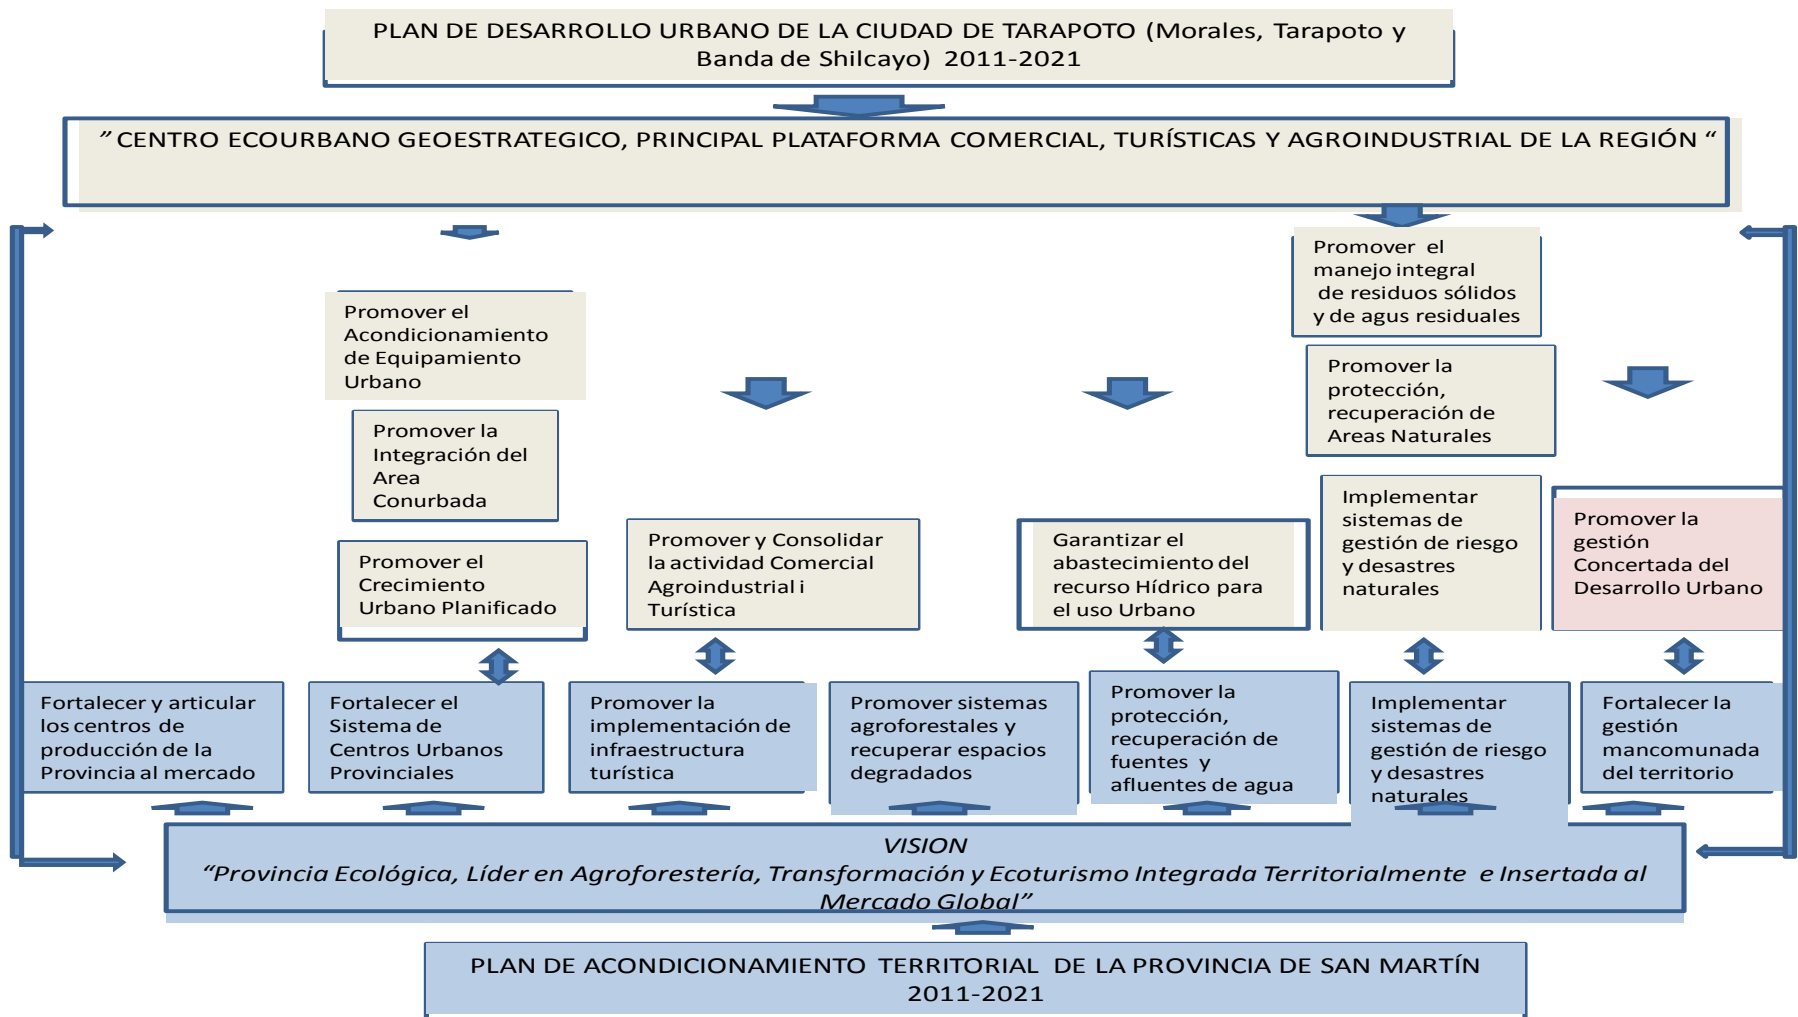 PLAN DE DESARROLLO URBANO DE LA CIUDAD DE TARAPOTO (Morales, Tarapoto y
Banda de Shilcayo) 2011-2021
” CENTRO ECOURBANO GEOESTRATEGICO, PRINCIPAL PLATAFORMA COMERCIAL, TURÍSTICAS Y AGROINDUSTRIAL DE LA REGIÓN “
Promover el
Acondicionamiento
de Equipamiento
Urbano
Promover la
Integración del
Area
Conurbada
Promover el
Crecimiento
Urbano Planificado
Promover y Consolidar
la actividad Comercial
Agroindustrial i
Turística
Garantizar el
abastecimiento del
recurso Hídrico para
el uso Urbano
Promover el
manejo integral
de residuos sólidos
y de agus residuales
Promover la
protección,
recuperación de
Areas Naturales
Implementar
sistemas de
gestión de riesgo
y desastres
naturales
Promover la
gestión
Concertada del
Desarrollo Urbano
Fortalecer y articular
los centros de
producción de la
Provincia al mercado
Fortalecer el
Sistema de
Centros Urbanos
Provinciales
Promover la
implementación de
infraestructura
turística
Promover sistemas
agroforestales y
recuperar espacios
degradados
Promover la
protección,
recuperación de
fuentes y
afluentes de agua
Implementar
sistemas de
gestión de riesgo
y desastres
naturales
Fortalecer la
gestión
mancomunada
del territorio
VISION
“Provincia Ecológica, Líder en Agroforestería, Transformación y Ecoturismo Integrada Territorialmente e Insertada al
Mercado Global”
PLAN DE ACONDICIONAMIENTO TERRITORIAL DE LA PROVINCIA DE SAN MARTÍN
2011-2021